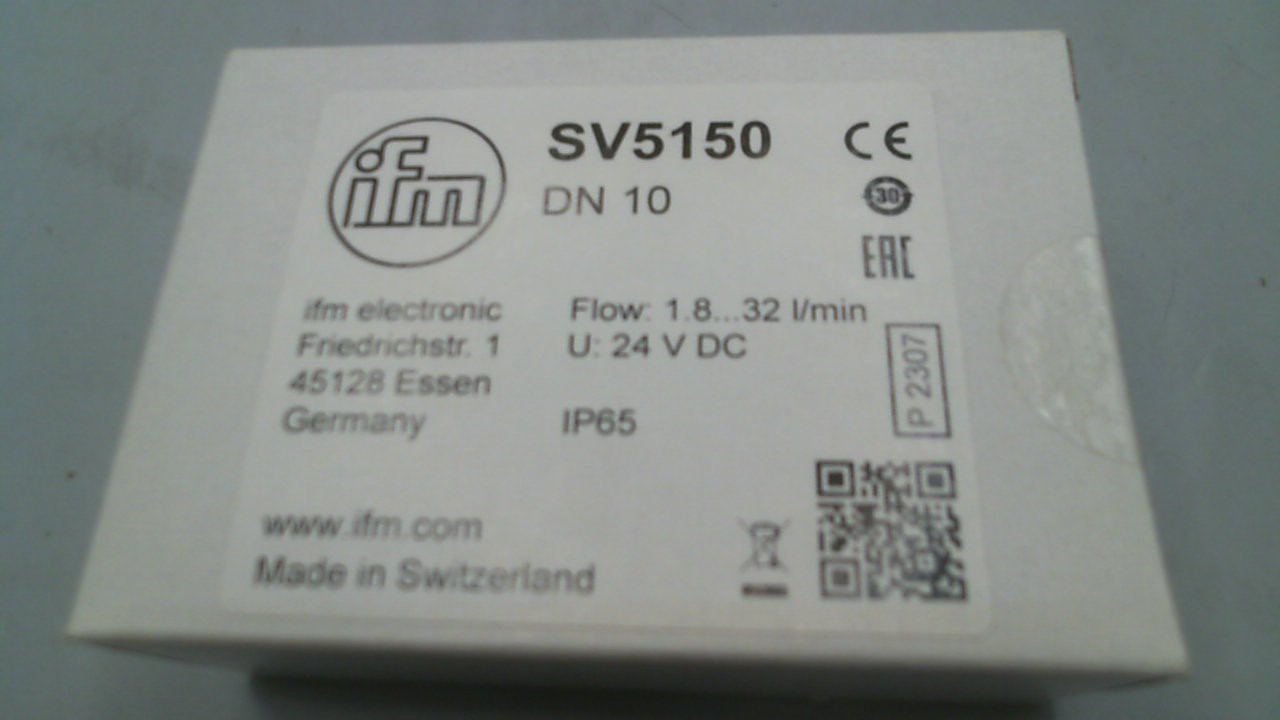 ifm
SV5150
DN 10
CE
30
EAC
ifm electronic
Friedrichstr. 1
45128 Essen
Germany
Flow: 1.8...32 l/min
U: 24 V DC
IP65
P 2307
www.ifm.com
Made in Switzerland